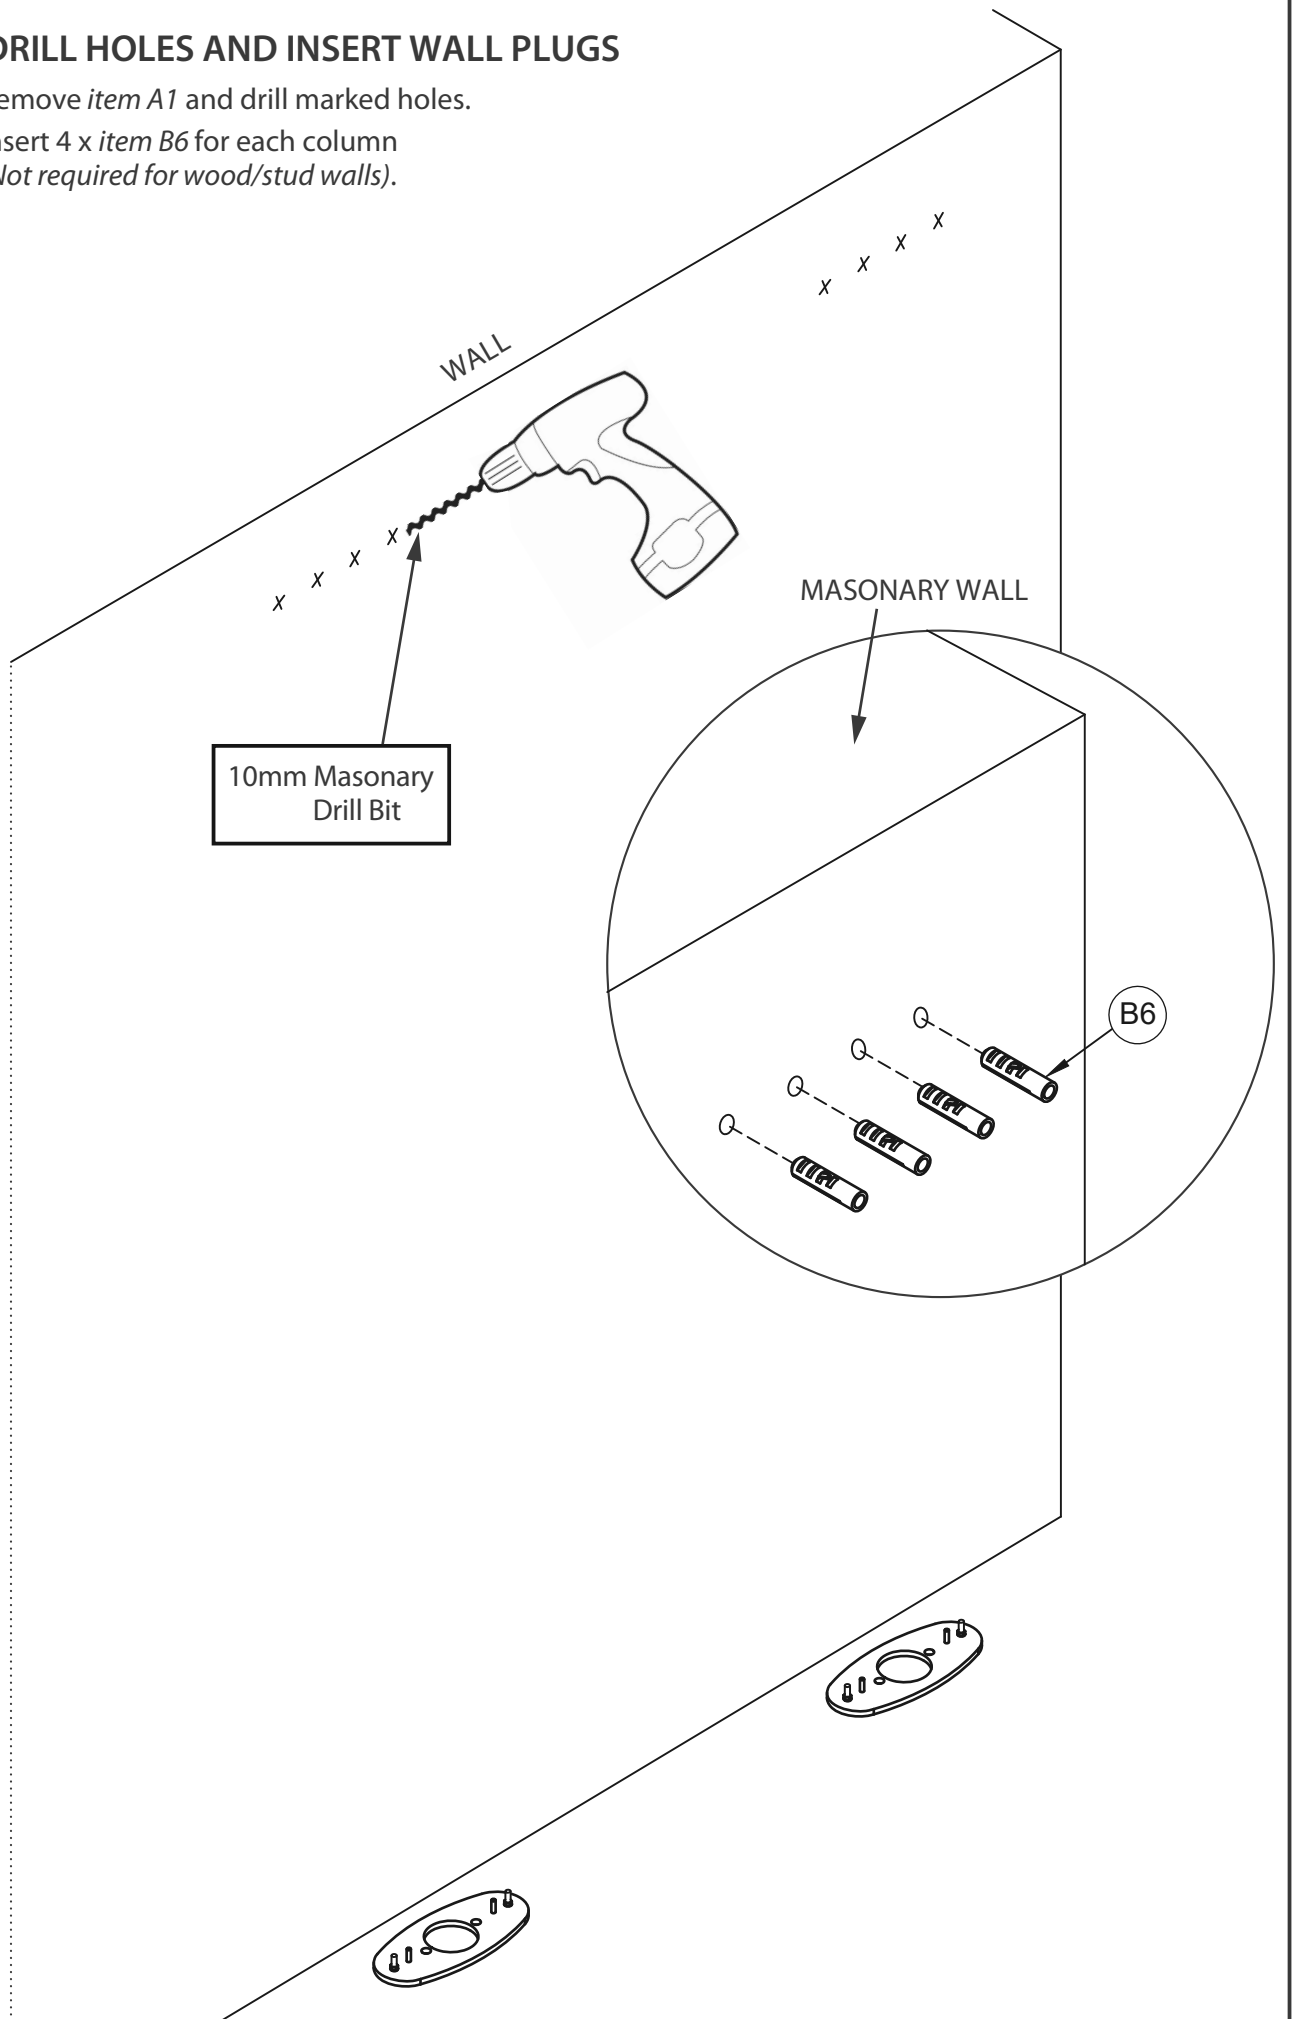 DRILL HOLES AND INSERT WALL PLUGS
emove item A1 and drill marked holes.
nsert 4 x item B6 for each column
Not required for wood/stud walls).
WALL
MASONARY WALL
10mm Masonary
Drill Bit
B6